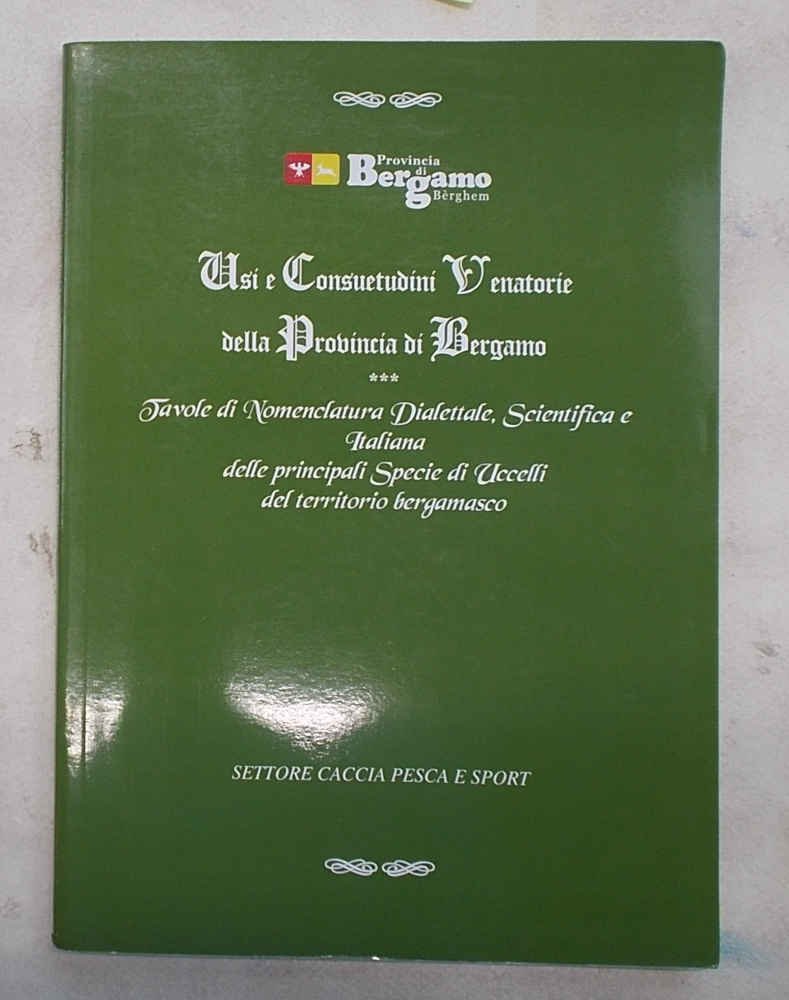 Provincia
di
Bergamo
Bèrghem
Usi e Consuetudini Venatorie
della Provincia di Bergamo
***
Tavole di Nomenclatura Dialettale, Scientifica e
Italiana
delle principali Specie di Uccelli
del territorio bergamasco
SETTORE CACCIA PESCA E SPORT